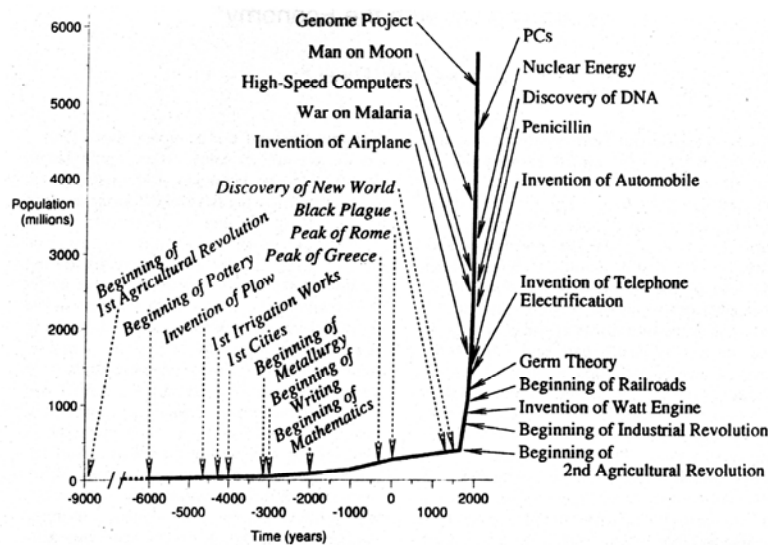 6000
5000
4000
Population
(millions)
3000
2000
1000
0
Genome Project
Man on Moon
High-Speed Computers
War on Malaria
Invention of Airplane
Discovery of New World
Black Plague
Peak of Rome
Peak of Greece
Beginning of
1st Agricultural Revolution
Beginning of Pottery
Invention of Plow
1st Irrigation Works
1st Cities
Beginning of
Metallurgy
Beginning of
Writing
Beginning of
Mathematics
PCs
Nuclear Energy
Discovery of DNA
Penicillin
Invention of Automobile
Invention of Telephone
Electrification
Germ Theory
Beginning of Railroads
Invention of Watt Engine
Beginning of Industrial Revolution
Beginning of
2nd Agricultural Revolution
-9000 -6000 -4000 -2000 0 2000
-5000 -3000 -1000 1000
Time (years)